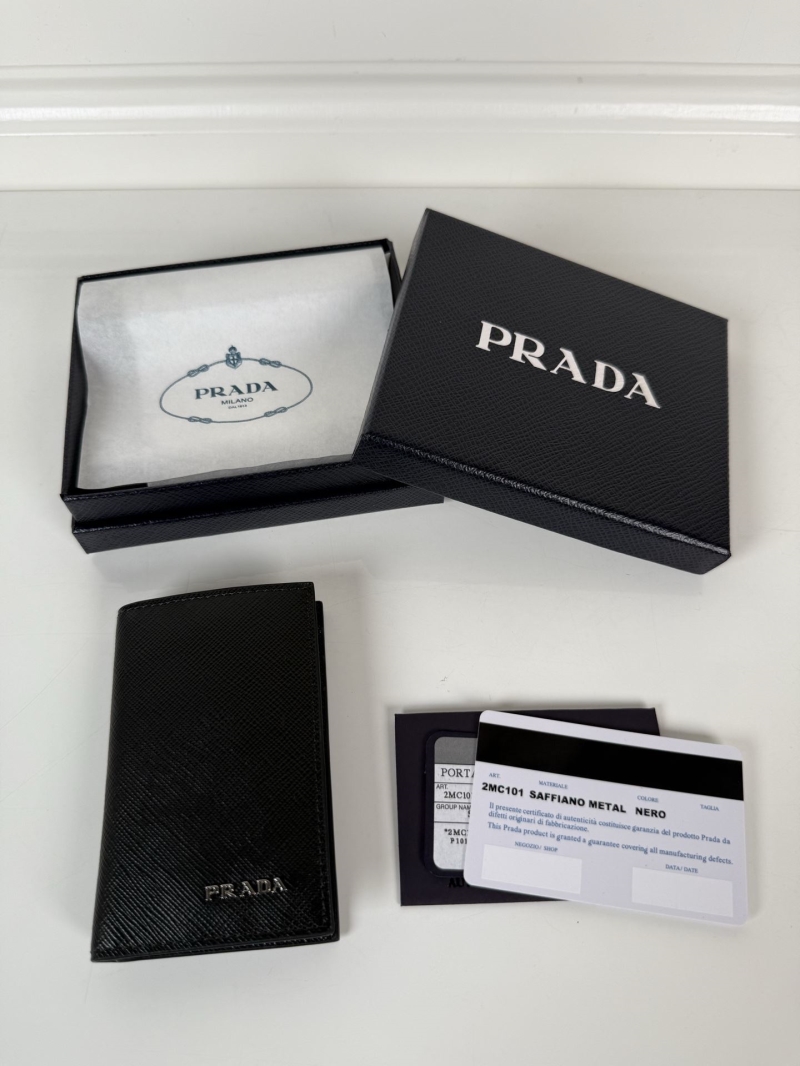 PRADA
MILANO
DAL 1913
PRADA
PRADA
PORTA
ART.
2MC10
GROUP NAM
*2MC
P101
AU
ART.
MATERIALE
COLORE
TAGLIA
2MC101 SAFFIANO METAL NERO
Il presente certificato di autenticità costituisce garanzia del prodotto Prada da
difetti originari di fabbricazione.
This Prada product is granted a guarantee covering all manufacturing defects.
NEGOZIO / SHOP
DATA / DATE